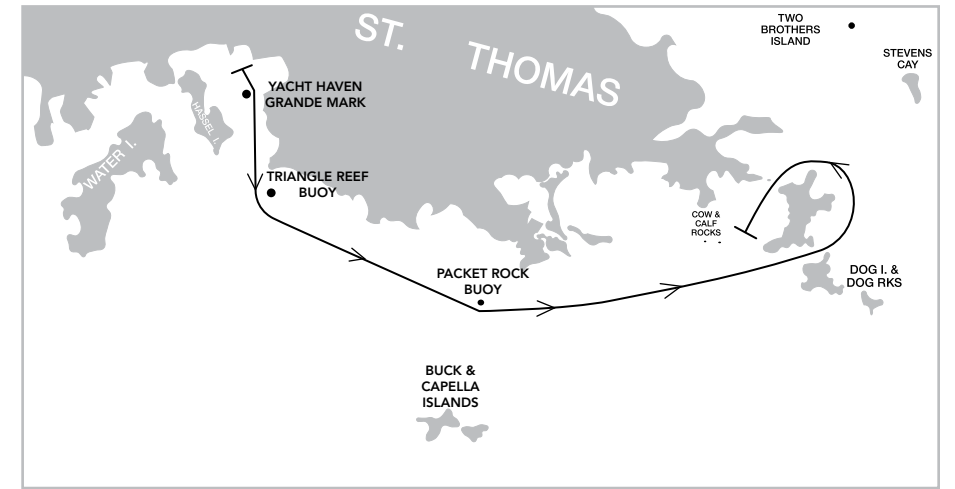 ST.
THOMAS
TWO
BROTHERS
ISLAND
STEVENS
CAY
YACHT HAVEN
GRANDE MARK
HASSEL I.
WATER I.
TRIANGLE REEF
BUOY
COW &
CALF
ROCKS
PACKET ROCK
BUOY
DOG I. &
DOG RKS
BUCK &
CAPELLA
ISLANDS